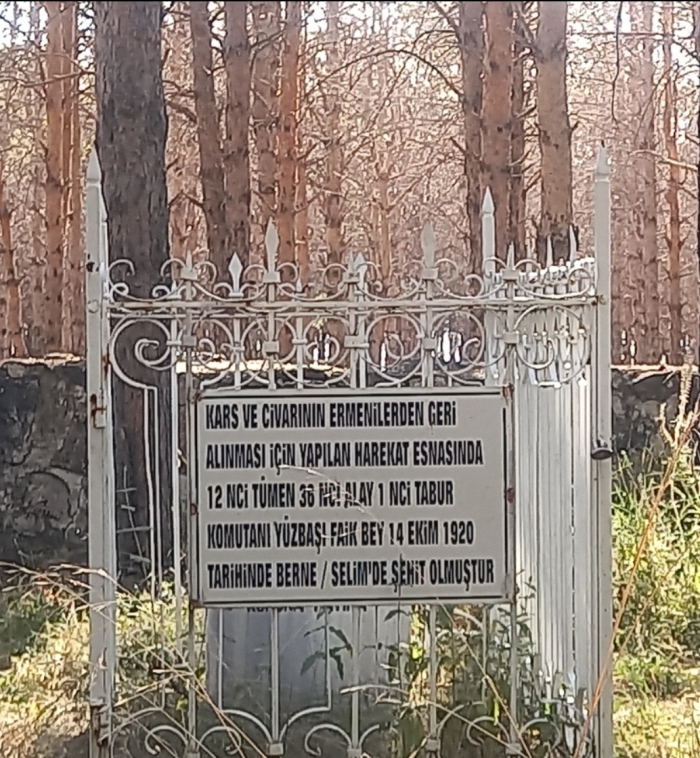 KARS VE CİVARININ ERMENİLERDEN GERİ
ALINMASI İÇİN YAPILAN HAREKAT ESNASINDA
12 NCİ TÜMEN 36 NCI ALAY 1 NCİ TABUR
KOMUTANI YÜZBAŞI FAİK BEY 14 EKİM 1920
TARİHİNDE BERNE / SELİM'DE ŞEHİT OLMUŞTUR